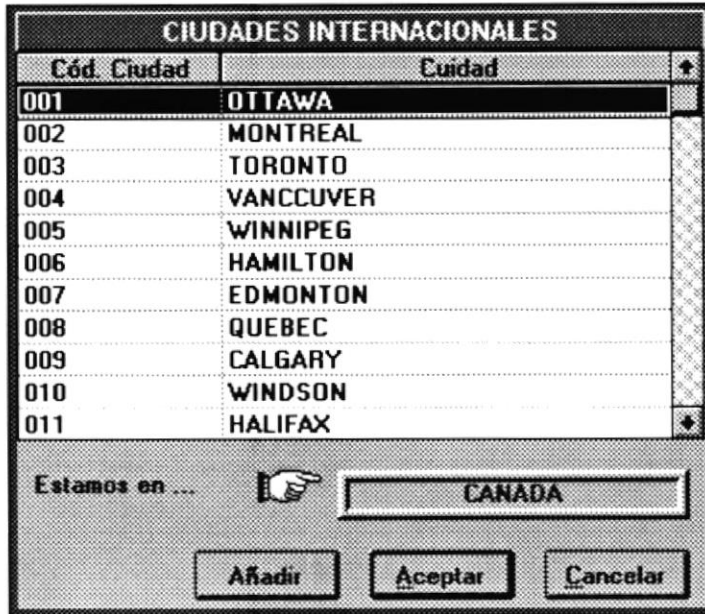 CIUDADES INTERNACIONALES
Cód. Ciudad Cuidad
001 OTTAWA
002 MONTREAL
003 TORONTO
004 VANCCUVER
005 WINNIPEG
006 HAMILTON
007 EDMONTON
008 QUEBEC
009 CALGARY
010 WINDSON
011 HALIFAX
Estamos en ... CANADA
Añadir Aceptar Cancelar